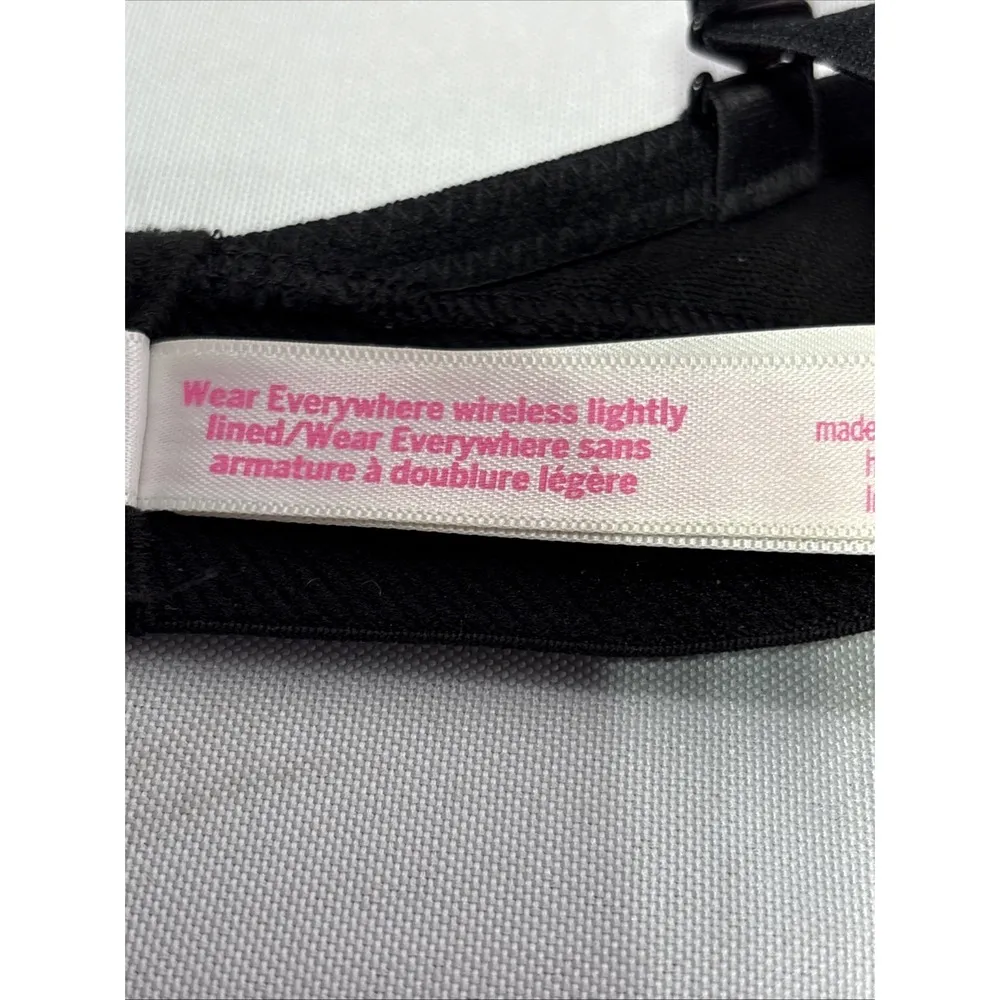 Wear Everywhere wireless lightly
lined/Wear Everywhere sans
armature à doublure légère
made